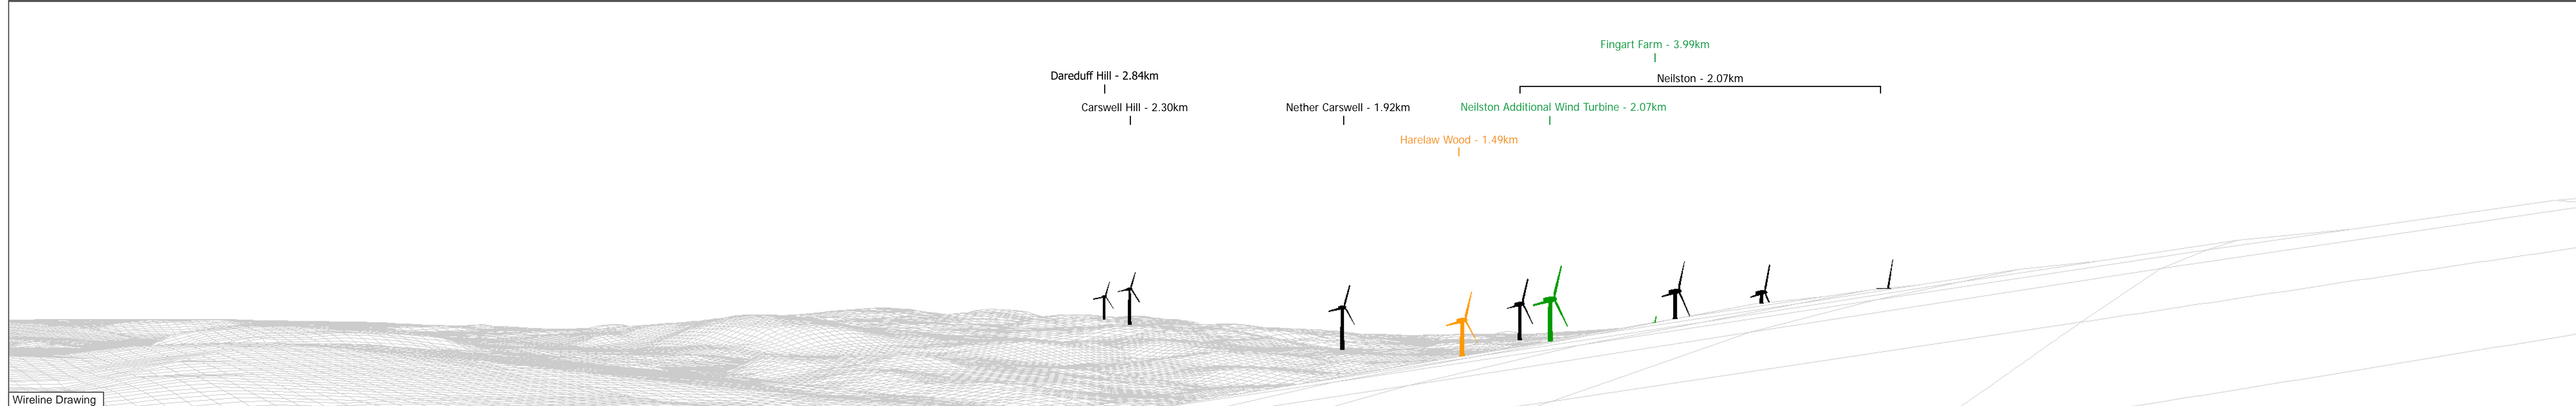 Fingart Farm - 3.99km
Dareduff Hill - 2.84km
Neilston - 2.07km
Carswell Hill - 2.30km
Nether Carswell - 1.92km
Neilston Additional Wind Turbine - 2.07km
Harelaw Wood - 1.49km
Wireline Drawing